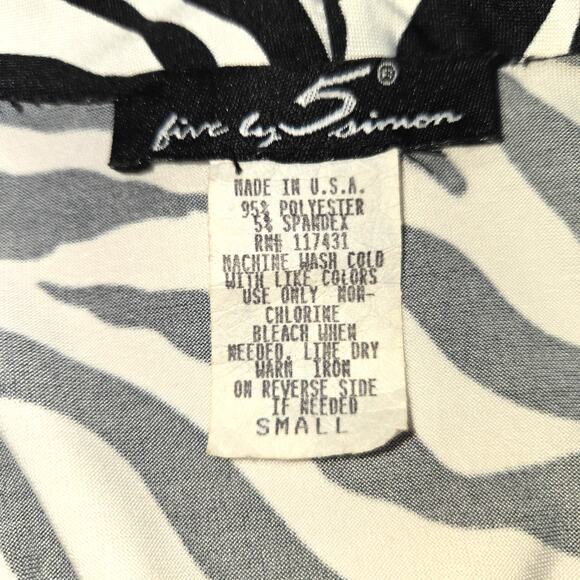 five by 5® simon
MADE IN U.S.A.
95% POLYESTER
5% SPANDEX
RN# 117431
MACHINE WASH COLD
WITH LIKE COLORS
USE ONLY NON-
CHLORINE
BLEACH WHEN
NEEDED. LINE DRY
WARM IRON
ON REVERSE SIDE
IF NEEDED
SMALL